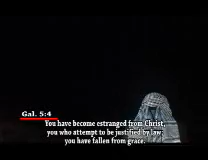 Gal. 5:4
You have become estranged from Christ,
you who attempt to be justified by law
you have fallen from grace.